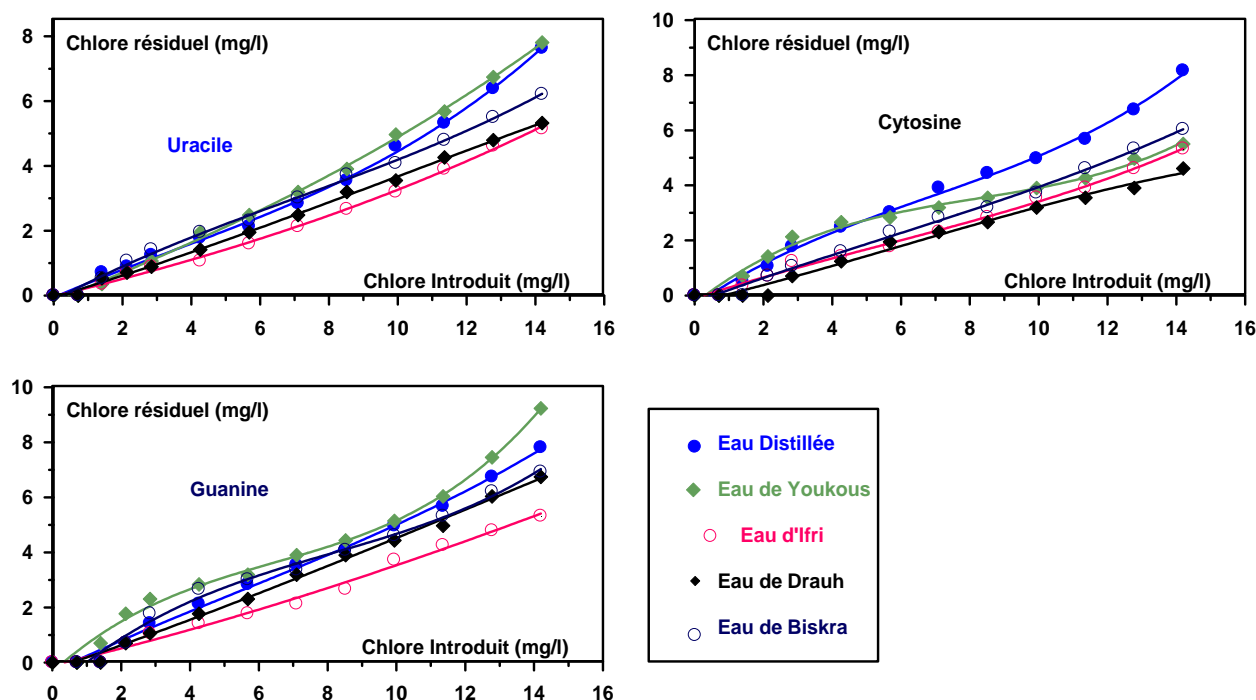 Chlore résiduel (mg/l)
8
6
4
2
0
Uracile
Chlore Introduit (mg/l)
0 2 4 6 8 10 12 14 16
10
Chlore résiduel (mg/l)
8
6
4
2
0
Cytosine
Chlore Introduit (mg/l)
0 2 4 6 8 10 12 14 16
10
Chlore résiduel (mg/l)
8
6
4
2
0
Guanine
Chlore Introduit (mg/l)
0 2 4 6 8 10 12 14 16
Eau Distillée
Eau de Youkous
Eau d'Ifri
Eau de Drauh
Eau de Biskra